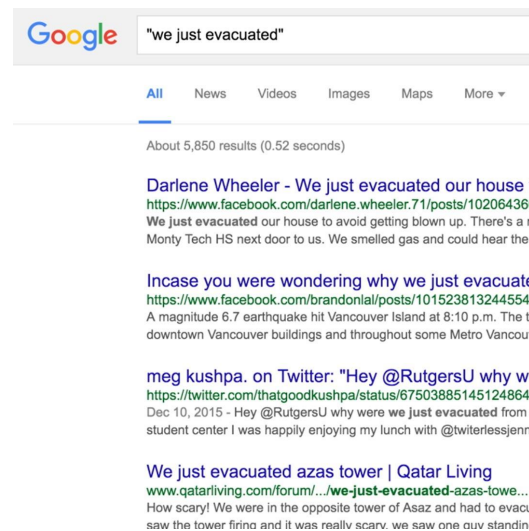 Google
"we just evacuated"
All News Videos Images Maps More
About 5,850 results (0.52 seconds)
Darlene Wheeler - We just evacuated our house
https://www.facebook.com/darlene.wheeler.71/posts/10206436
We just evacuated our house to avoid getting blown up. There's a
Monty Tech HS next door to us. We smelled gas and could hear the
Incase you were wondering why we just evacuate
https://www.facebook.com/brandonlal/posts/101523813244554
A magnitude 6.7 earthquake hit Vancouver Island at 8:10 p.m. The t
downtown Vancouver buildings and throughout some Metro Vancou
meg kushpa. on Twitter: "Hey @RutgersU why w
https://twitter.com/thatgoodkushpa/status/67503885145124864
Dec 10, 2015 - Hey @RutgersU why were we just evacuated from
student center I was happily enjoying my lunch with @twiterlessjenn
We just evacuated azas tower | Qatar Living
www.qatarliving.com/forum/.../we-just-evacuated-azas-towe...
How scary! We were in the opposite tower of Asaz and had to evac
saw the tower firing and it was really scary, we saw one guy standin